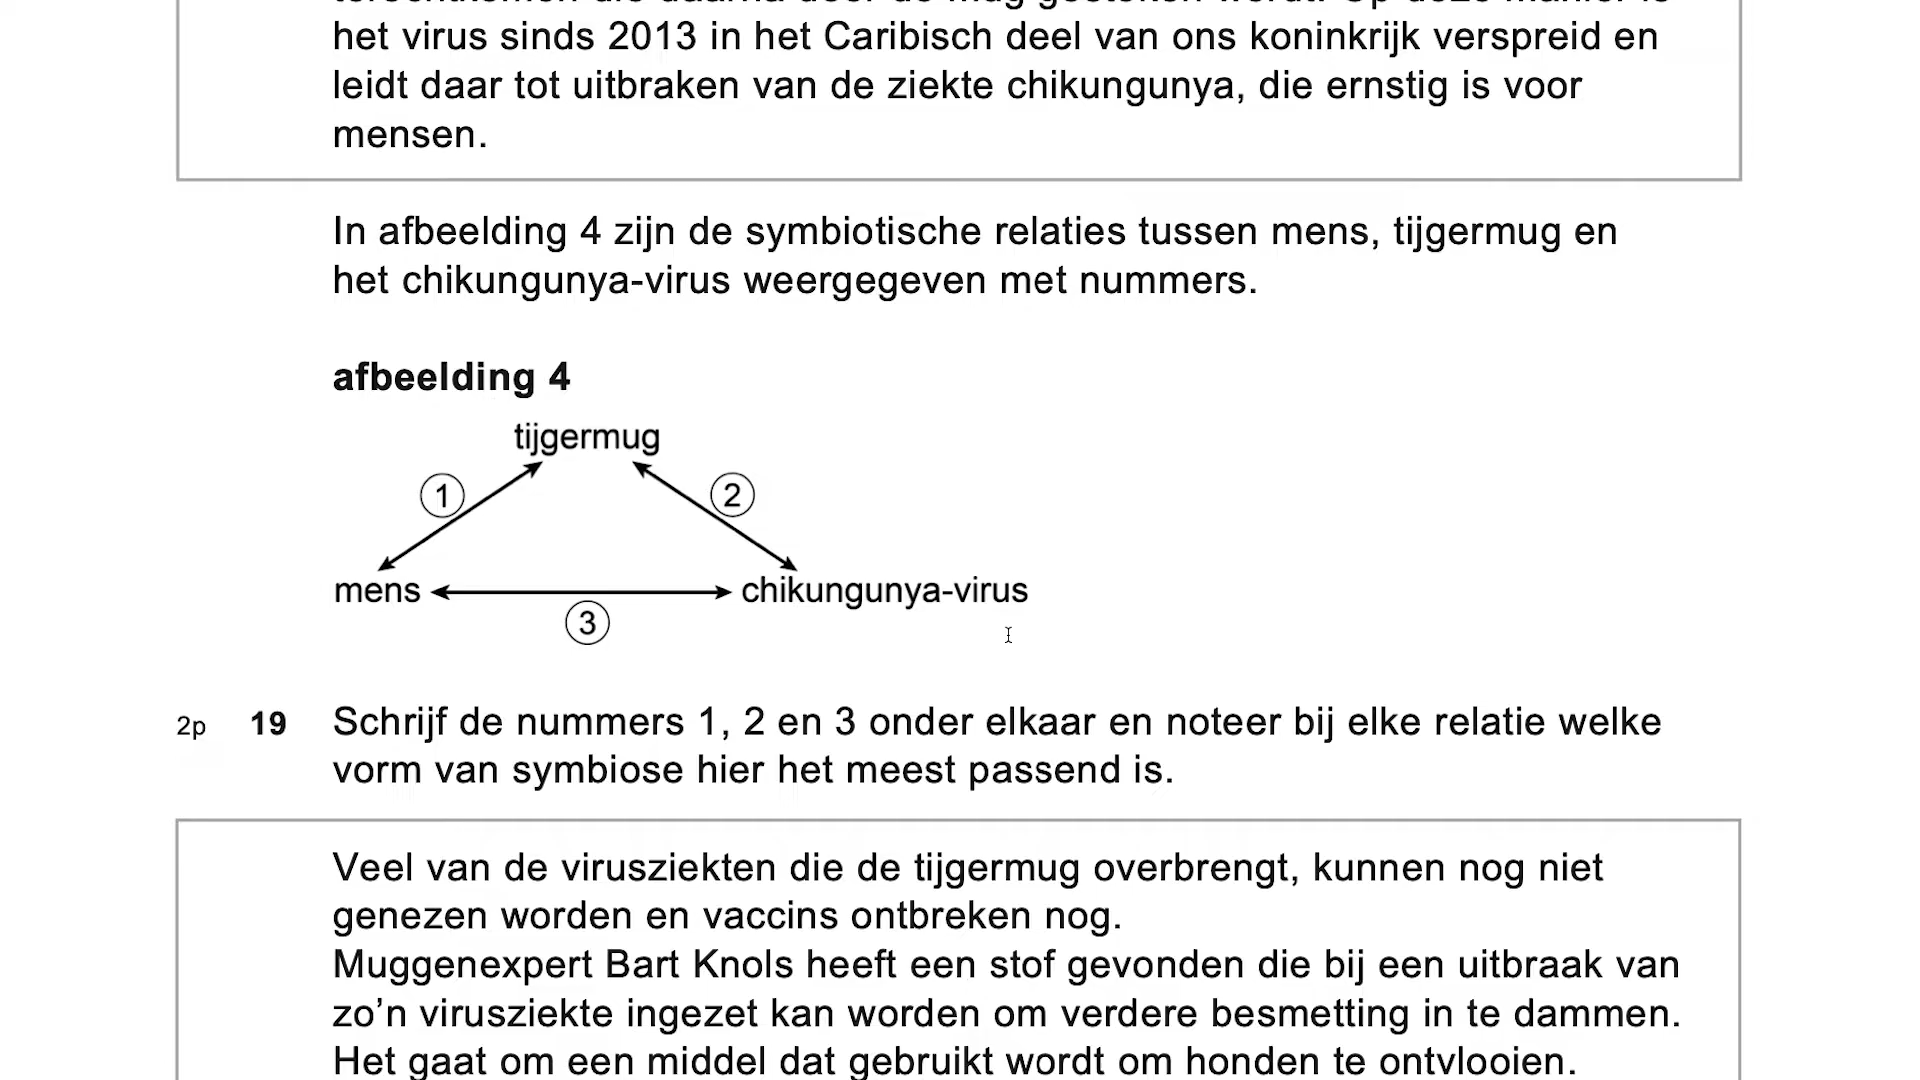 het virus sinds 2013 in het Caribisch deel van ons koninkrijk verspreid en
leidt daar tot uitbraken van de ziekte chikungunya, die ernstig is voor
mensen.
In afbeelding 4 zijn de symbiotische relaties tussen mens, tijgermug en
het chikungunya-virus weergegeven met nummers.
afbeelding 4
tijgermug
1
2
mens
chikungunya-virus
3
2p 19 Schrijf de nummers 1, 2 en 3 onder elkaar en noteer bij elke relatie welke
vorm van symbiose hier het meest passend is.
Veel van de virusziekten die de tijgermug overbrengt, kunnen nog niet
genezen worden en vaccins ontbreken nog.
Muggenexpert Bart Knols heeft een stof gevonden die bij een uitbraak van
zo’n virusziekte ingezet kan worden om verdere besmetting in te dammen.
Het gaat om een middel dat gebruikt wordt om honden te ontvlooien.